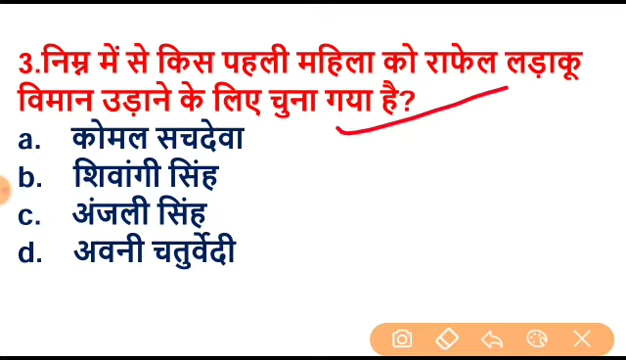 3.निम्न में से किस पहली महिला को राफेल लड़ाकू
विमान उड़ाने के लिए चुना गया है?
a. कोमल सचदेवा
b. शिवांगी सिंह
c. अंजली सिंह
d. अवनी चतुर्वेदी